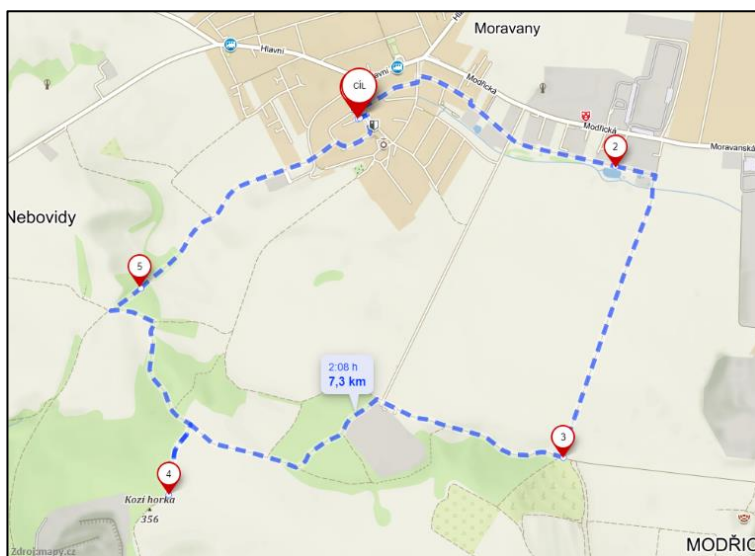 Moravany
Hlavní
CÍL
Modřická
2
Moravanská
Nebovidy
5
2:08 h
7,3 km
3
4
Kozí horka
356
MODŘIC
Zdroj:mapy.cz